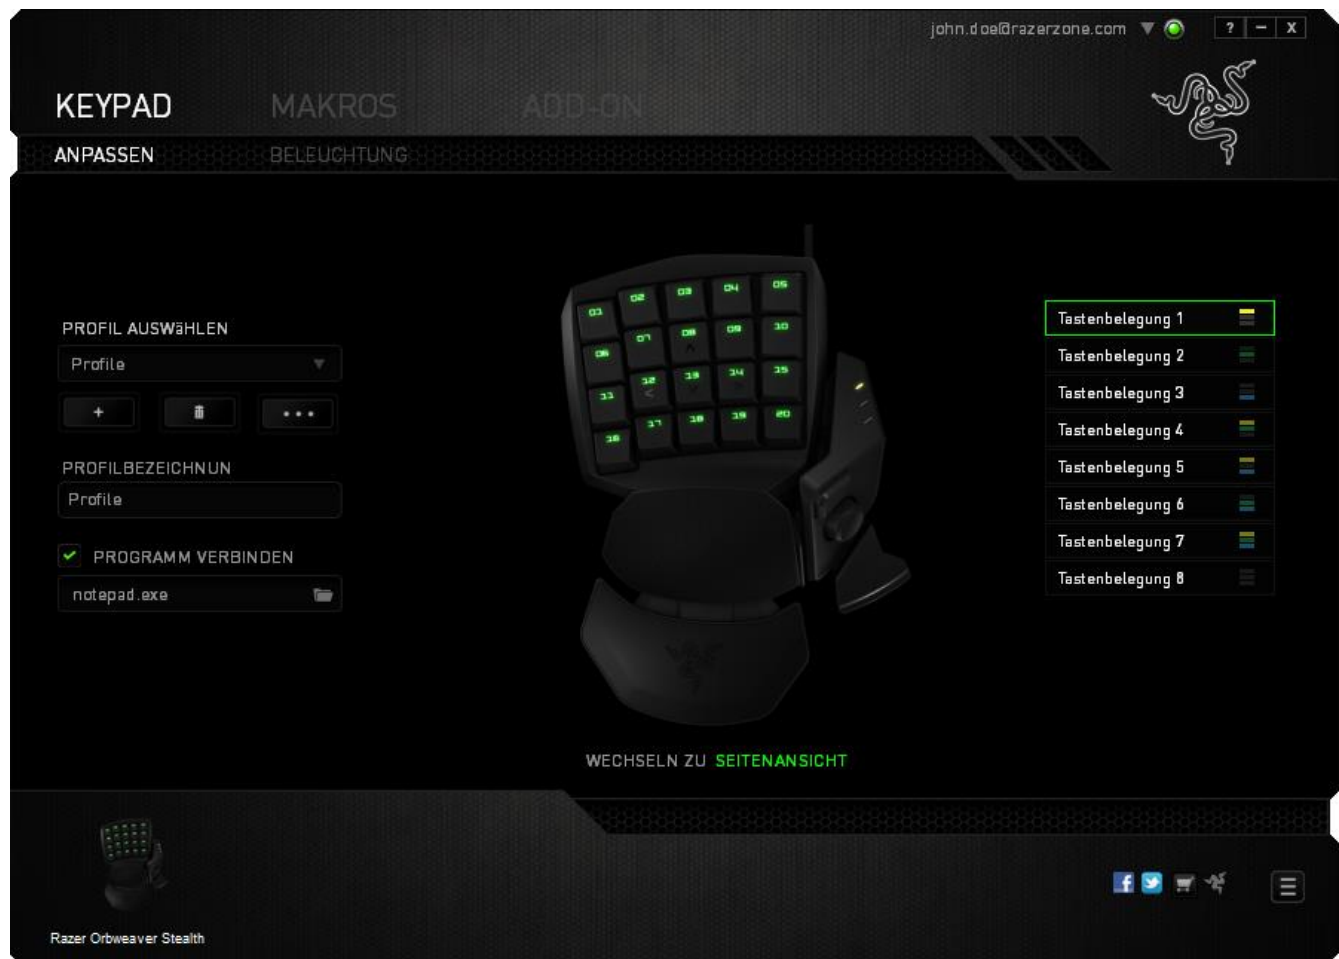 john.doe@razerzone.com
? – X
KEYPAD MAKROS ADD-ON
ANPASSEN BELEUCHTUNG
PROFIL AUSWäHLEN
Profile
PROFILBEZEICHNUN
Profile
PROGRAMM VERBINDEN
notepad.exe
01 02 03 04 05
06 07 08 09 10
11 12 13 14 15
16 17 18 19 20
WECHSELN ZU SEITENANSICHT
Tastenbelegung 1
Tastenbelegung 2
Tastenbelegung 3
Tastenbelegung 4
Tastenbelegung 5
Tastenbelegung 6
Tastenbelegung 7
Tastenbelegung 8
Razer Orbweaver Stealth